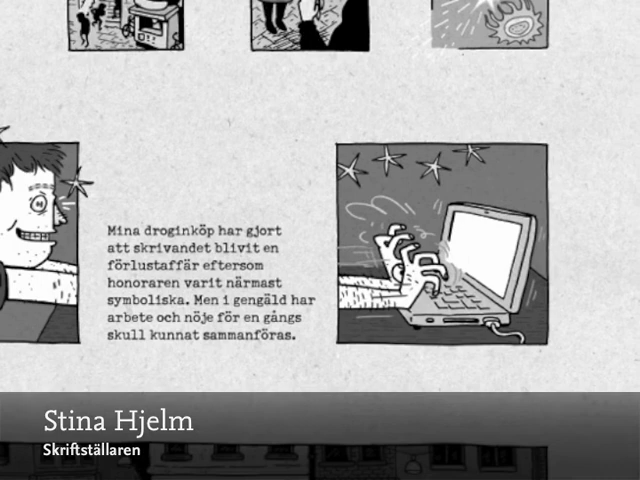 Mina droginköp har gjort
att skrivandet blivit en
förlustaffär eftersom
honoraren varit närmast
symboliska. Men i gengäld har
arbete och nöje för en gångs
skull kunnat sammanföras.
Stina Hjelm
Skriftställaren